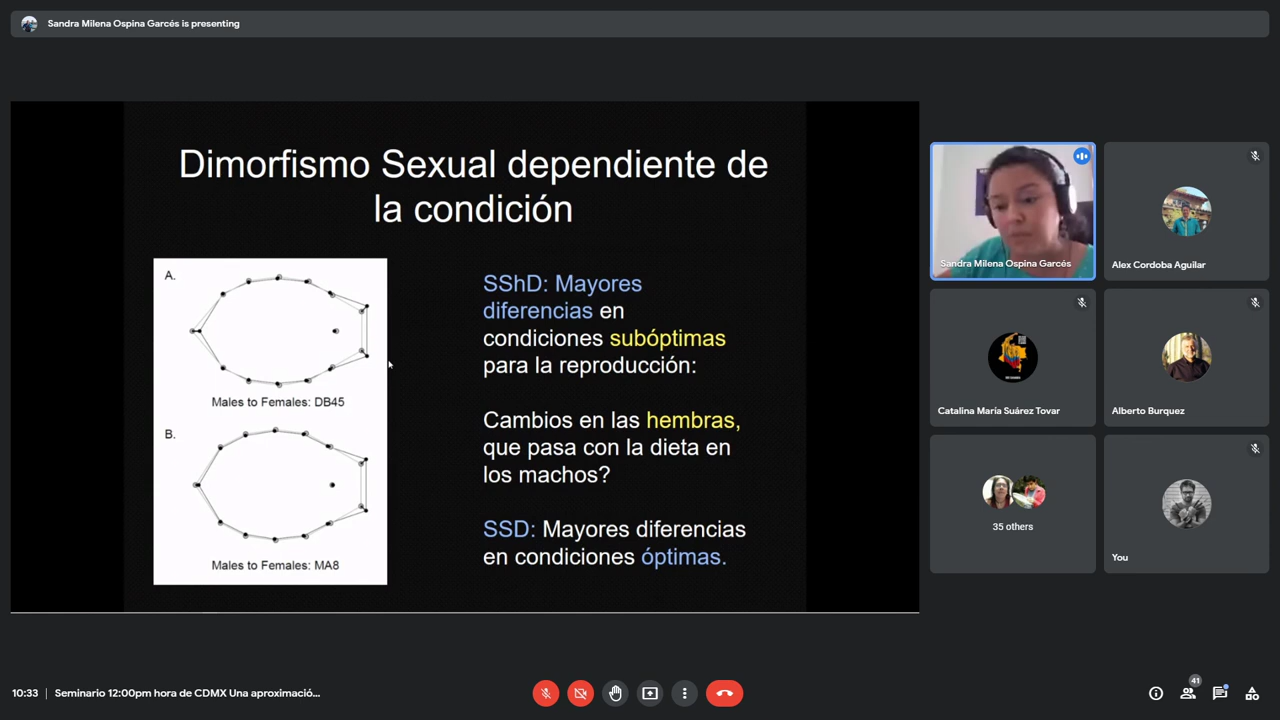 Sandra Milena Ospina Garcés is presenting
Dimorfismo Sexual dependiente de
la condición
A.
Males to Females: DB45
B.
Males to Females: MA8
SShD: Mayores
diferencias en
condiciones subóptimas
para la reproducción:
Cambios en las hembras,
que pasa con la dieta en
los machos?
SSD: Mayores diferencias
en condiciones óptimas.
Sandra Milena Ospina Garcés
Alex Cordoba Aguilar
Catalina María Suárez Tovar
Alberto Burquez
35 others
You
10:33 | Seminario 12:00pm hora de CDMX Una aproximació...
41